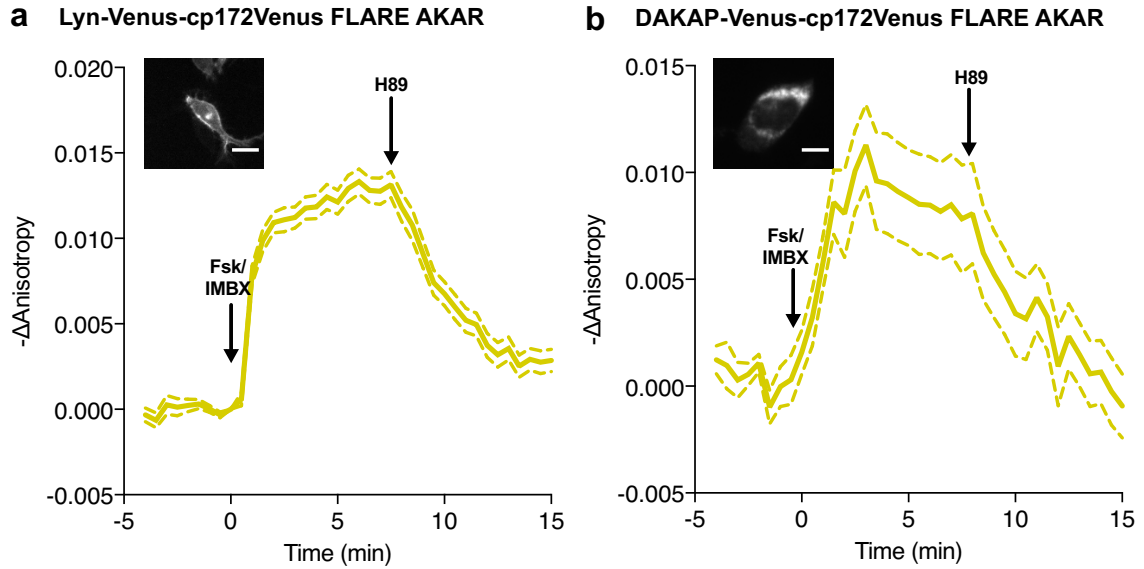 a Lyn-Venus-cp172Venus FLARE AKAR
0.020
0.015
0.010
0.005
0.000
-0.005
-ΔAnisotropy
Fsk/
IMBX
H89
-5
0
5
10
15
Time (min)
b DAKAP-Venus-cp172Venus FLARE AKAR
0.015
0.010
0.005
0.000
-0.005
-ΔAnisotropy
Fsk/
IMBX
H89
-5
0
5
10
15
Time (min)